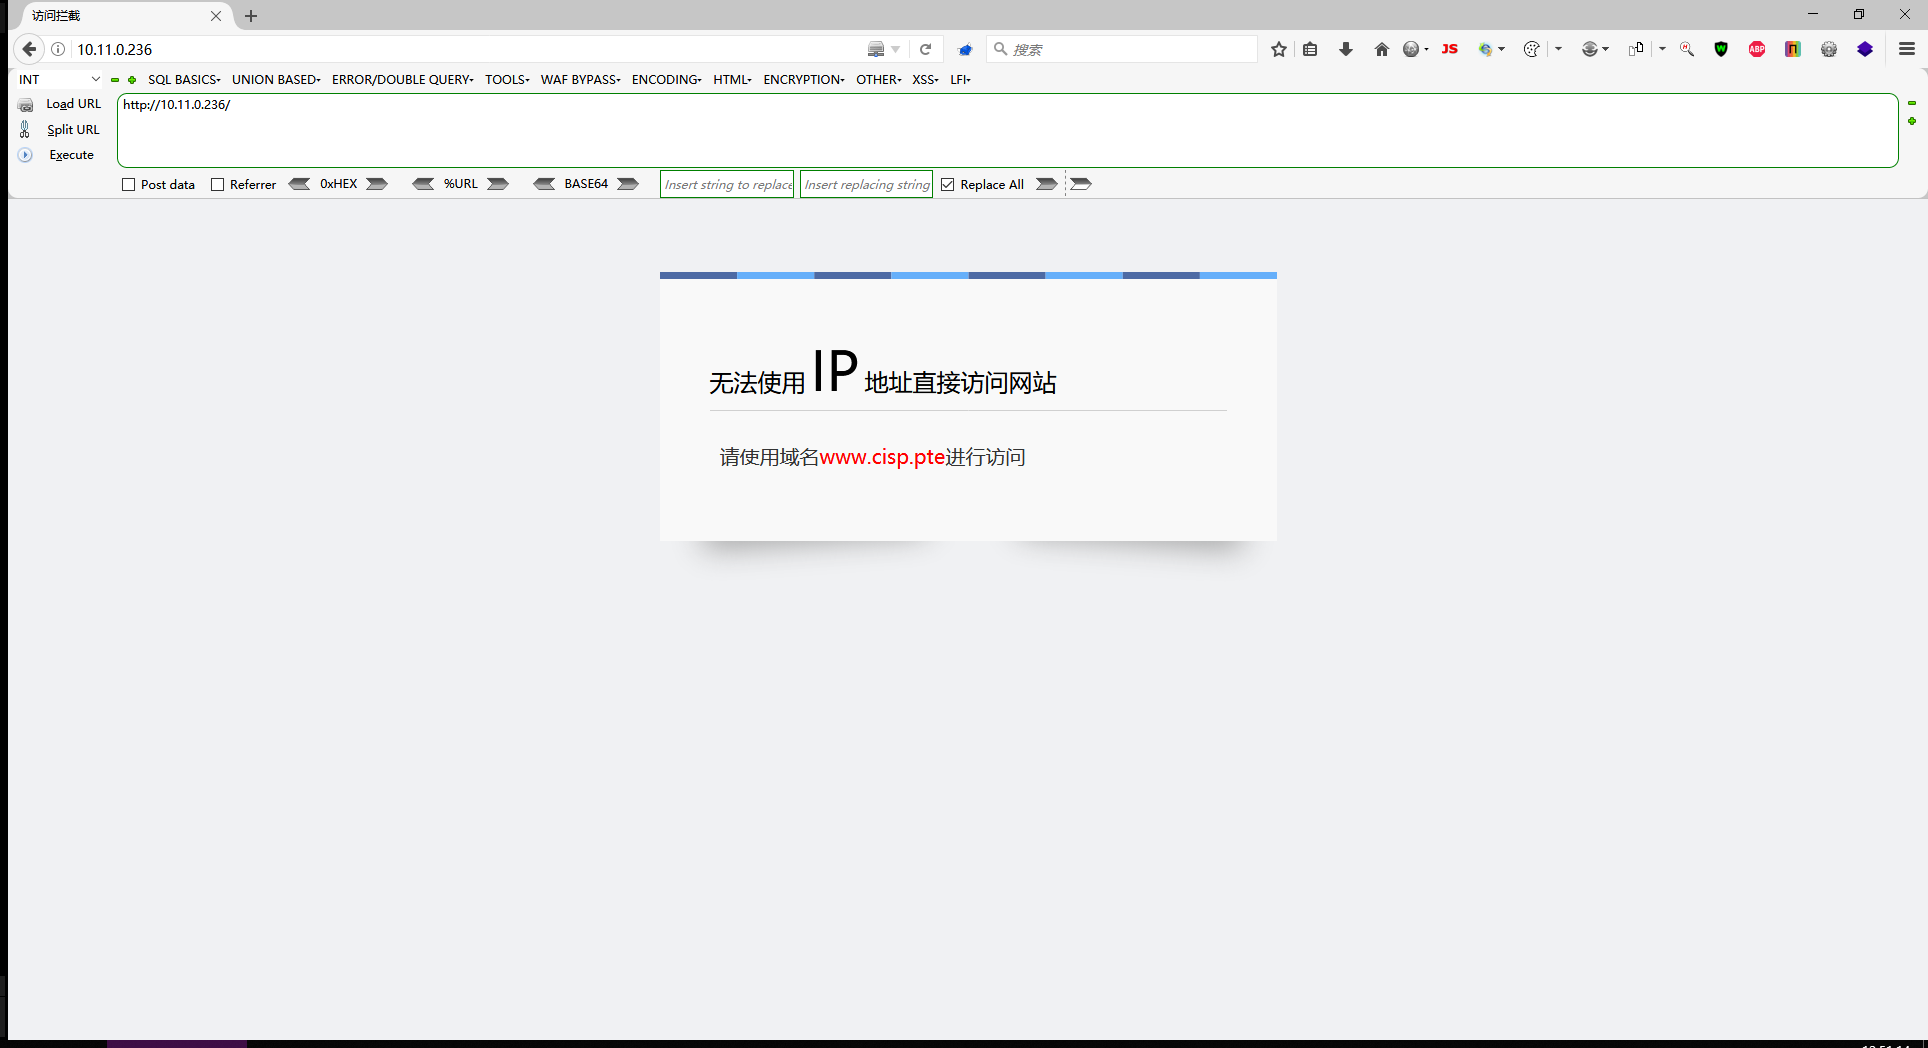 访问拦截
10.11.0.236
搜索
JS
ABP
INT
SQL BASICS
UNION BASED
ERROR/DOUBLE QUERY
TOOLS
WAF BYPASS
ENCODING
HTML
ENCRYPTION
OTHER
XSS
LFI
Load URL
http://10.11.0.236/
Split URL
Execute
Post data
Referrer
0xHEX
%URL
BASE64
Insert string to replace
Insert replacing string
Replace All
无法使用 IP 地址直接访问网站
请使用域名www.cisp.pte进行访问